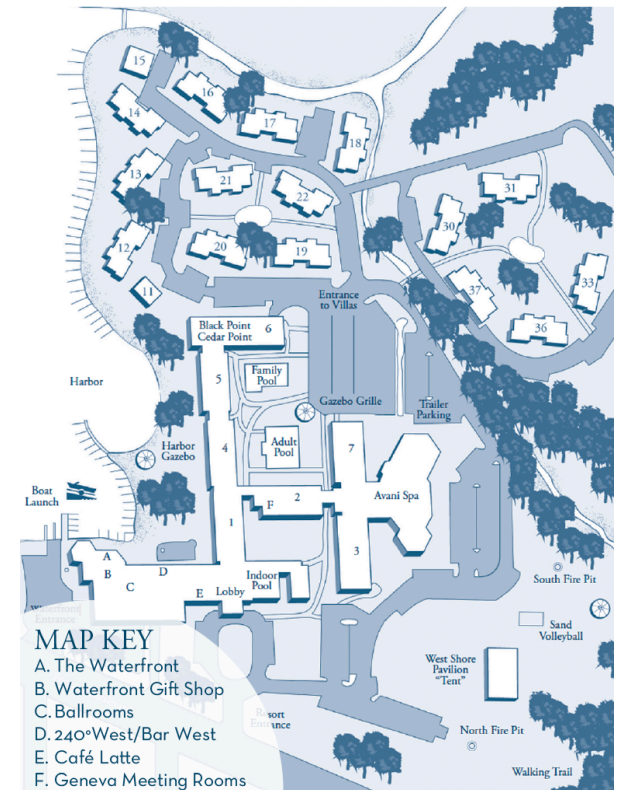 15
16
14
17
18
13
21
22
31
30
12
20
19
37
33
11
36
Entrance
to Villas
Black Point
Cedar Point
6
Family
Pool
5
Harbor
Gazebo Grille
Trailer
Parking
Harbor
Gazebo
4
Adult
Pool
7
Boat
Launch
2
F
Avani Spa
1
3
A
B
C
D
E
Lobby
Indoor
Pool
South Fire Pit
Waterfront
Entrance
Sand
Volleyball
West Shore
Pavilion
"Tent"
Resort
Entrance
North Fire Pit
Walking Trail
MAP KEY
A. The Waterfront
B. Waterfront Gift Shop
C. Ballrooms
D. 240°West/Bar West
E. Café Latte
F. Geneva Meeting Rooms